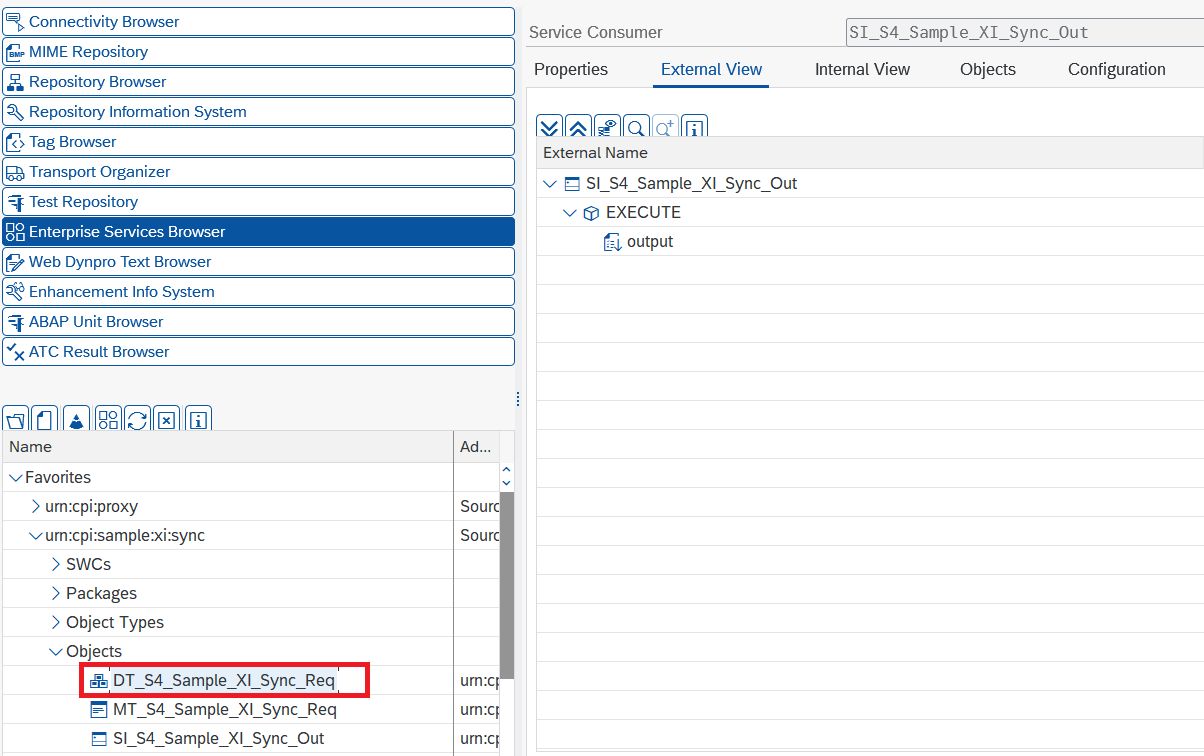 Connectivity Browser
MIME Repository
Repository Browser
Repository Information System
Tag Browser
Transport Organizer
Test Repository
Enterprise Services Browser
Web Dynpro Text Browser
Enhancement Info System
ABAP Unit Browser
ATC Result Browser
Name Ad...
Favorites
urn:cpi:proxy Sourc
urn:cpi:sample:xi:sync Sourc
SWCs
Packages
Object Types
Objects
DT_S4_Sample_XI_Sync_Req urn:cp
MT_S4_Sample_XI_Sync_Req urn:cp
SI_S4_Sample_XI_Sync_Out urn:cp
Service Consumer SI_S4_Sample_XI_Sync_Out
Properties External View Internal View Objects Configuration
External Name
SI_S4_Sample_XI_Sync_Out
EXECUTE
output